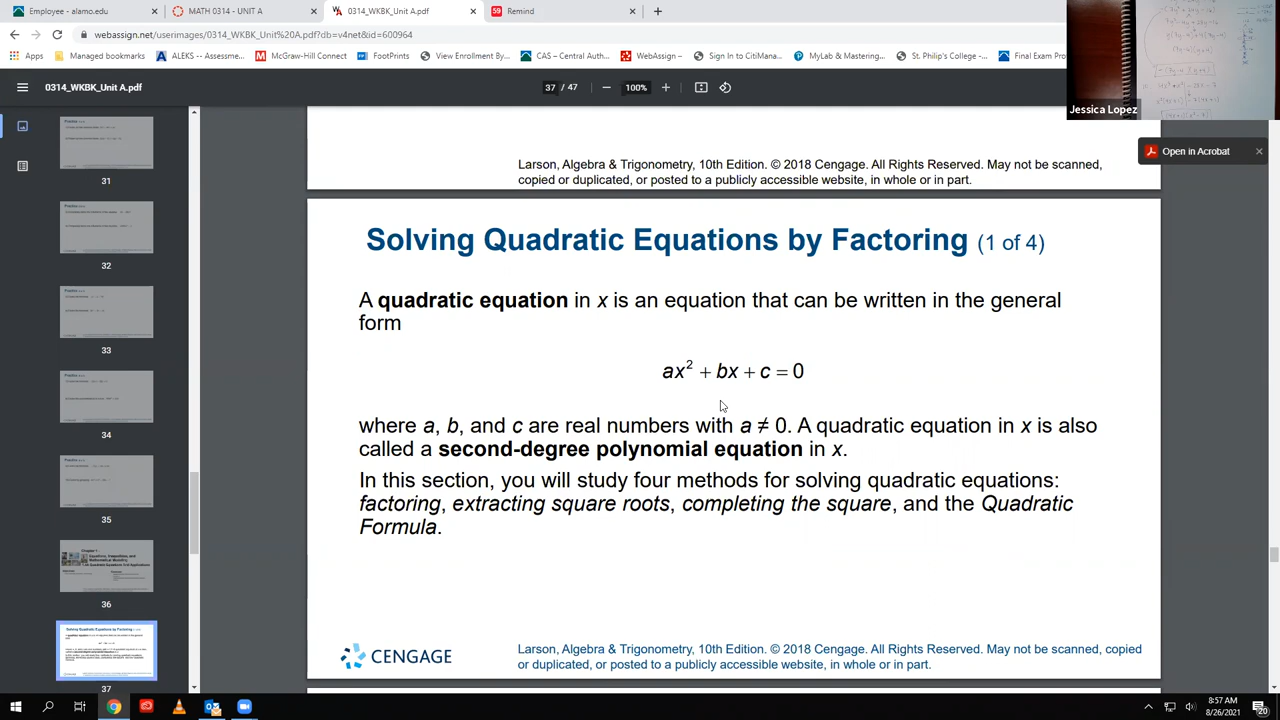 Employee - alamo.edu
MATH 0314 - UNIT A
0314_WKBK_Unit A.pdf
59 Remind
webassign.net/userimages/0314_WKBK_Unit%20A.pdf?db=v4net&id=600964
Apps
Managed bookmarks
ALEKS -- Assessme...
McGraw-Hill Connect
FootPrints
View Enrollment By...
CAS – Central Auth...
WebAssign –
Sign In to CitiMana...
St. Philip's College -...
MyLab & Mastering...
Final Exam Pro
0314_WKBK_Unit A.pdf
37 / 47
100%
Jessica Lopez
Open in Acrobat
31
32
33
34
35
36
37
Larson, Algebra & Trigonometry, 10th Edition. © 2018 Cengage. All Rights Reserved. May not be scanned,
copied or duplicated, or posted to a publicly accessible website, in whole or in part.
Solving Quadratic Equations by Factoring (1 of 4)
A quadratic equation in x is an equation that can be written in the general
form
ax² + bx + c = 0
where a, b, and c are real numbers with a ≠ 0. A quadratic equation in x is also
called a second-degree polynomial equation in x.
In this section, you will study four methods for solving quadratic equations:
factoring, extracting square roots, completing the square, and the Quadratic
Formula.
CENGAGE
Larson, Algebra & Trigonometry, 10th Edition. © 2018 Cengage. All Rights Reserved. May not be scanned, copied
or duplicated, or posted to a publicly accessible website, in whole or in part.
8:57 AM
8/26/2021
20